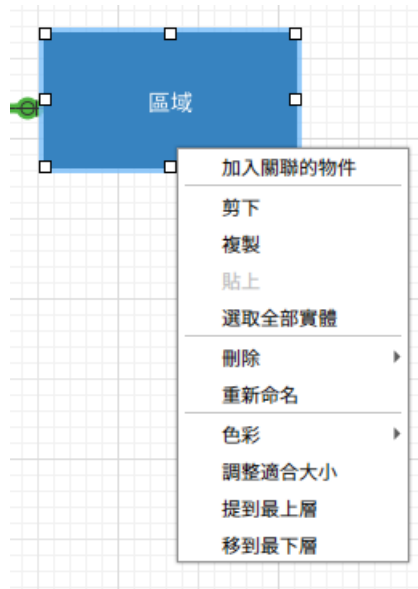 區域
加入關聯的物件
剪下
複製
貼上
選取全部實體
刪除
重新命名
色彩
調整適合大小
提到最上層
移到最下層